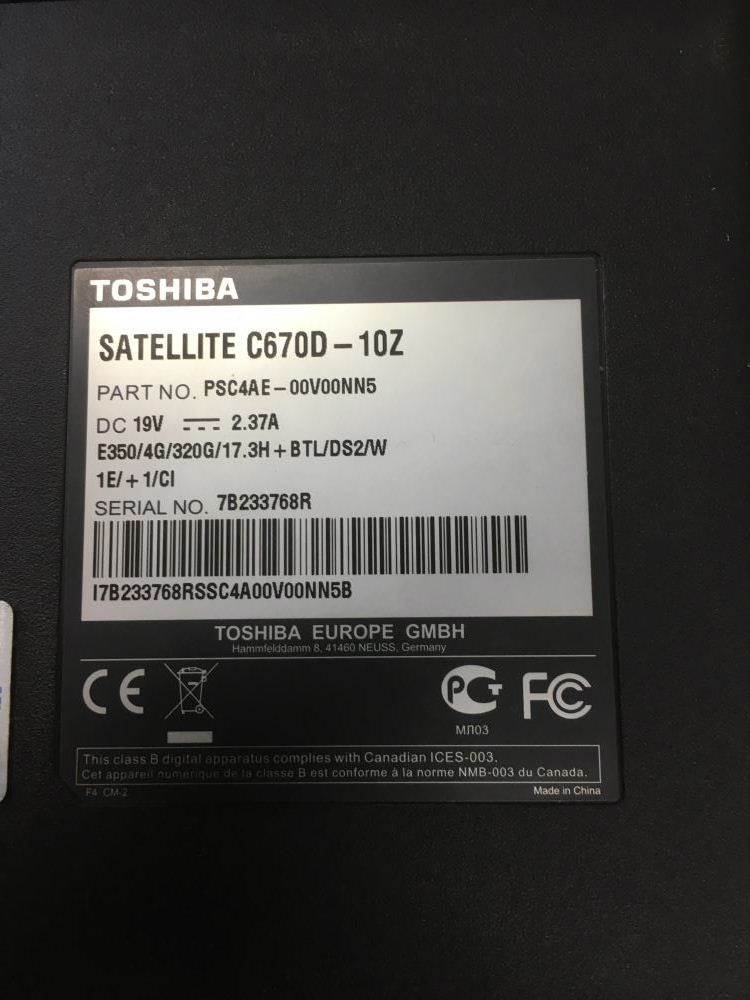 TOSHIBA
SATELLITE C670D-10Z
PART NO. PSC4AE-00V00NN5
DC 19V ⎓ 2.37A
E350/4G/320G/17.3H+BTL/DS2/W
1E/+1/CI
SERIAL NO. 7B233768R
I7B233768RSSC4A00V00NN5B
TOSHIBA EUROPE GMBH
Hammfelddamm 8, 41460 NEUSS, Germany
CE PCT FC
МЛ03
This class B digital apparatus complies with Canadian ICES-003.
Cet appareil numérique de la classe B est conforme à la norme NMB-003 du Canada.
F4 CM-2
Made in China